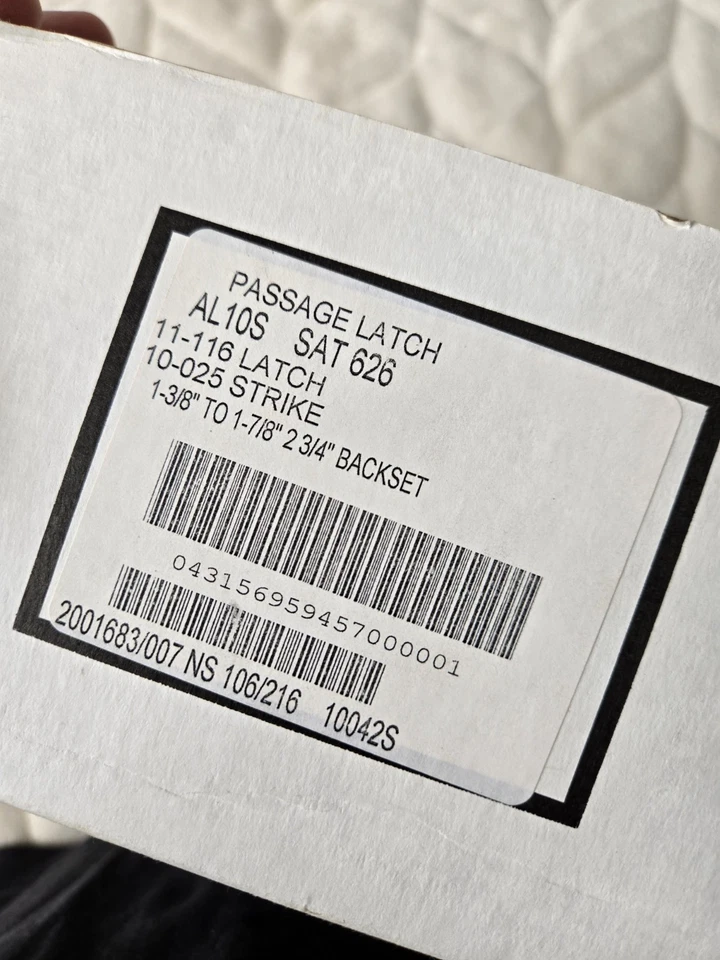 PASSAGE LATCH
AL10S SAT 626
11-116 LATCH
10-025 STRIKE
1-3/8" TO 1-7/8" 2 3/4" BACKSET
043156959457000001
2001683/007 NS 106/216 10042S